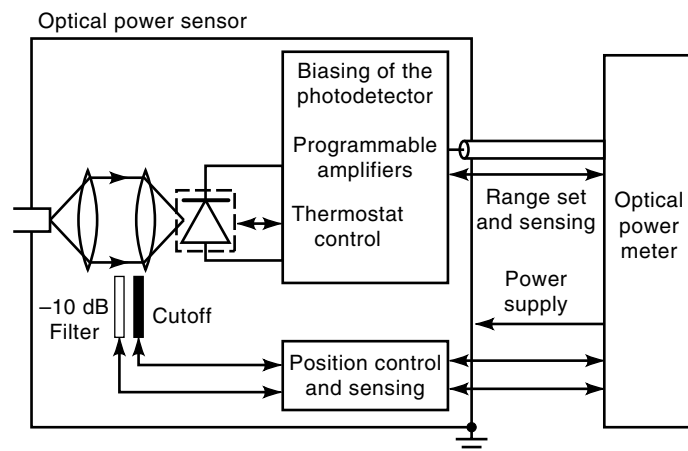 Optical power sensor
Biasing of the
photodetector
Programmable
amplifiers
Thermostat
control
Range set
and sensing
Optical
power
meter
Power
supply
–10 dB
Filter
Cutoff
Position control
and sensing